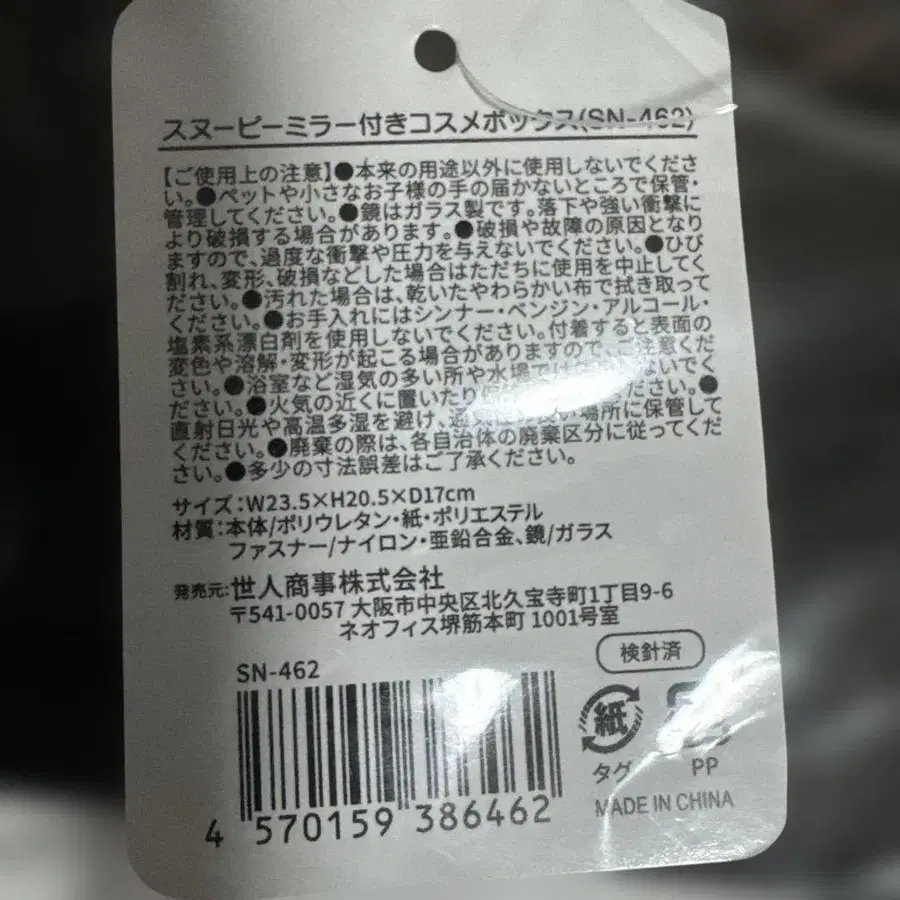 スヌーピーミラー付きコスメボックス(SN-462)
【ご使用上の注意】●本来の用途以外に使用しないでくださ
い。●ペットや小さなお子様の手の届かないところで保管・
管理してください。●鏡はガラス製です。落下や強い衝撃に
より破損する場合があります。●破損や故障の原因となり
ますので、過度な衝撃や圧力を与えないでください。●ひび
割れ、変形、破損などした場合はただちに使用を中止してく
ださい。●汚れた場合は、乾いたやわらかい布で拭き取って
ください。●お手入れにはシンナー・ベンジン・アルコール・
塩素系漂白剤を使用しないでください。付着すると表面の
変色や溶解・変形が起こる場合がありますので、ご注意くだ
さい。●浴室など湿気の多い所や水場では ないでく
ださい。●火気の近くに置いたり ださい。●
直射日光や高温多湿を避け、 場所に保管して
ください。●廃棄の際は、各自治体の廃棄区分に従ってくだ
さい。●多少の寸法誤差はご了承ください。
サイズ:W23.5×H20.5×D17cm
材質:本体/ポリウレタン・紙・ポリエステル
ファスナー/ナイロン・亜鉛合金、鏡/ガラス
発売元:世人商事株式会社
〒541-0057 大阪市中央区北久宝寺町1丁目9-6
ネオフィス堺筋本町 1001号室
検針済
SN-462
紙
タグ
PP
MADE IN CHINA
4 570159 386462